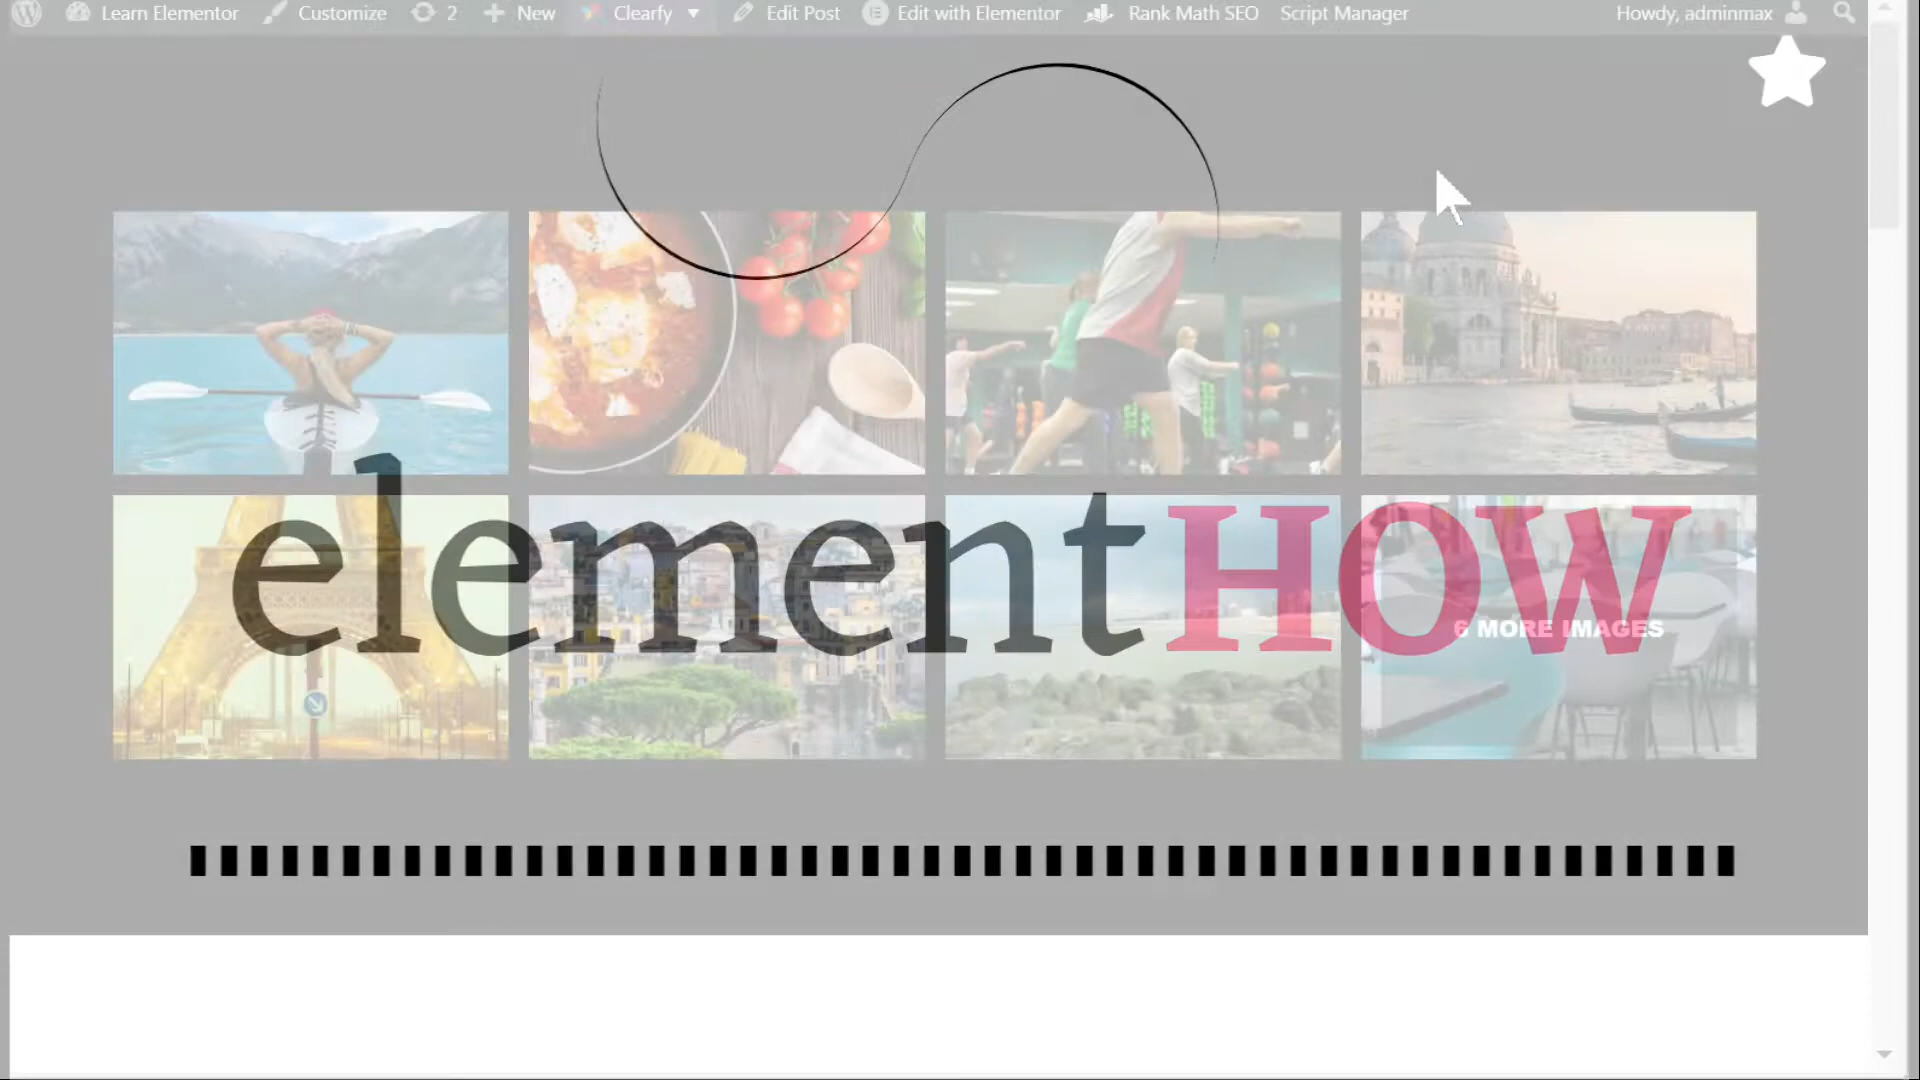 Learn Elementor Customize 2 New Clearfy Edit Post Edit with Elementor Rank Math SEO Script Manager Howdy, adminmax
elementHOW
6 MORE IMAGES